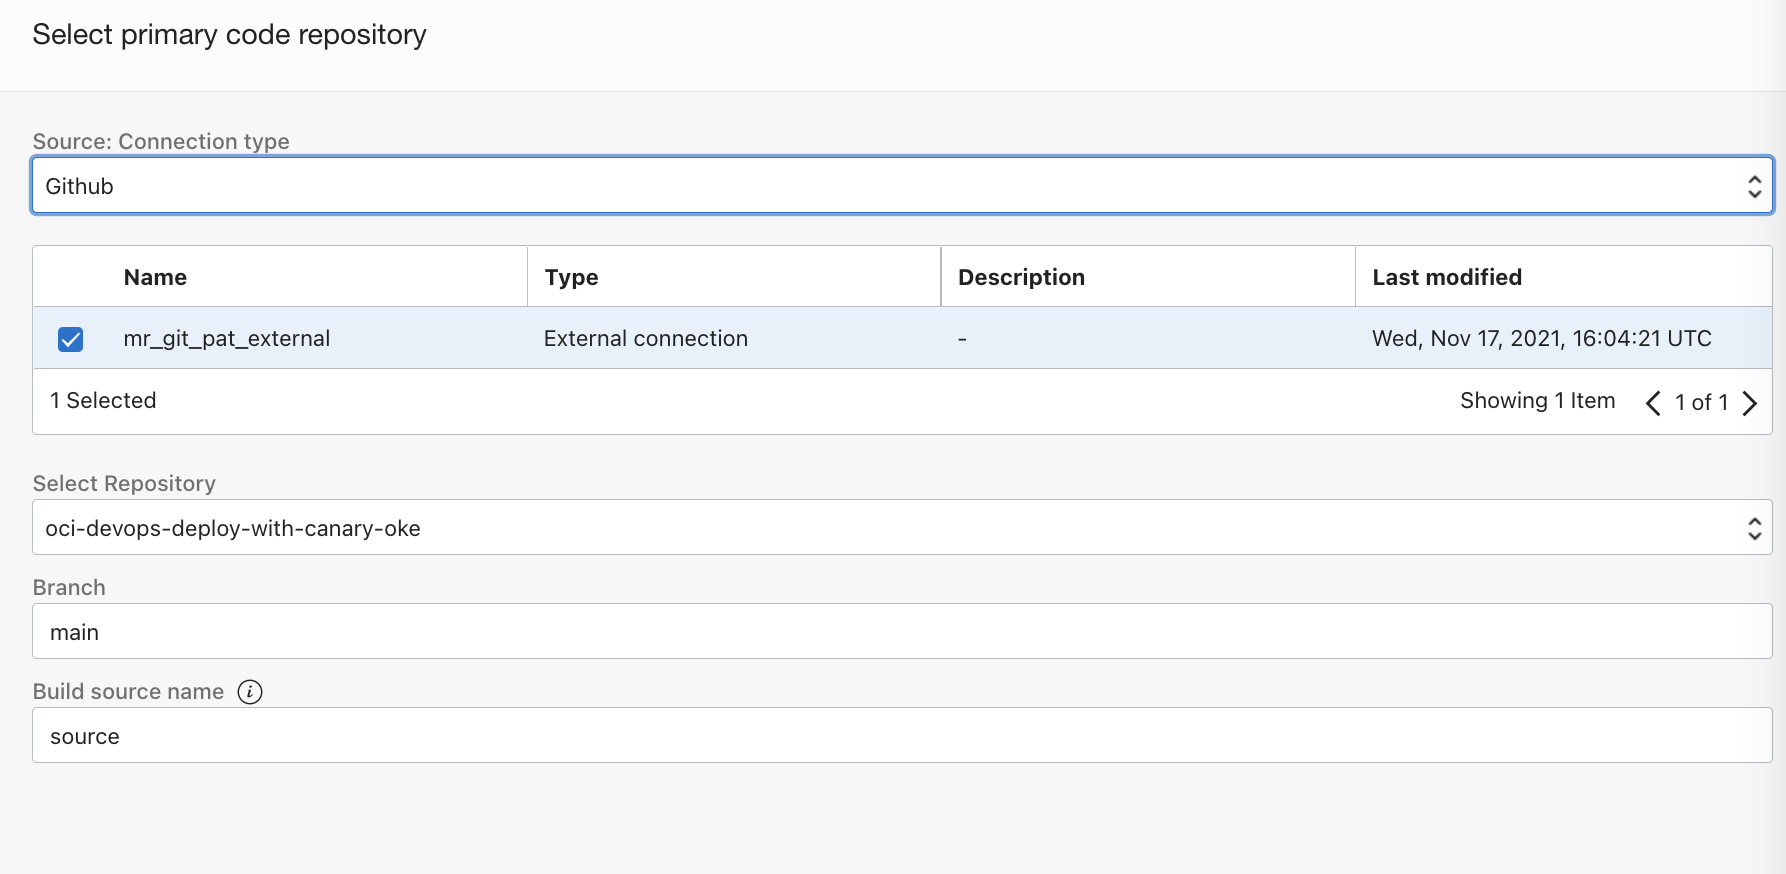 Select primary code repository
Source: Connection type
Github
Name Type Description Last modified
mr_git_pat_external External connection - Wed, Nov 17, 2021, 16:04:21 UTC
1 Selected Showing 1 Item 1 of 1
Select Repository
oci-devops-deploy-with-canary-oke
Branch
main
Build source name i
source